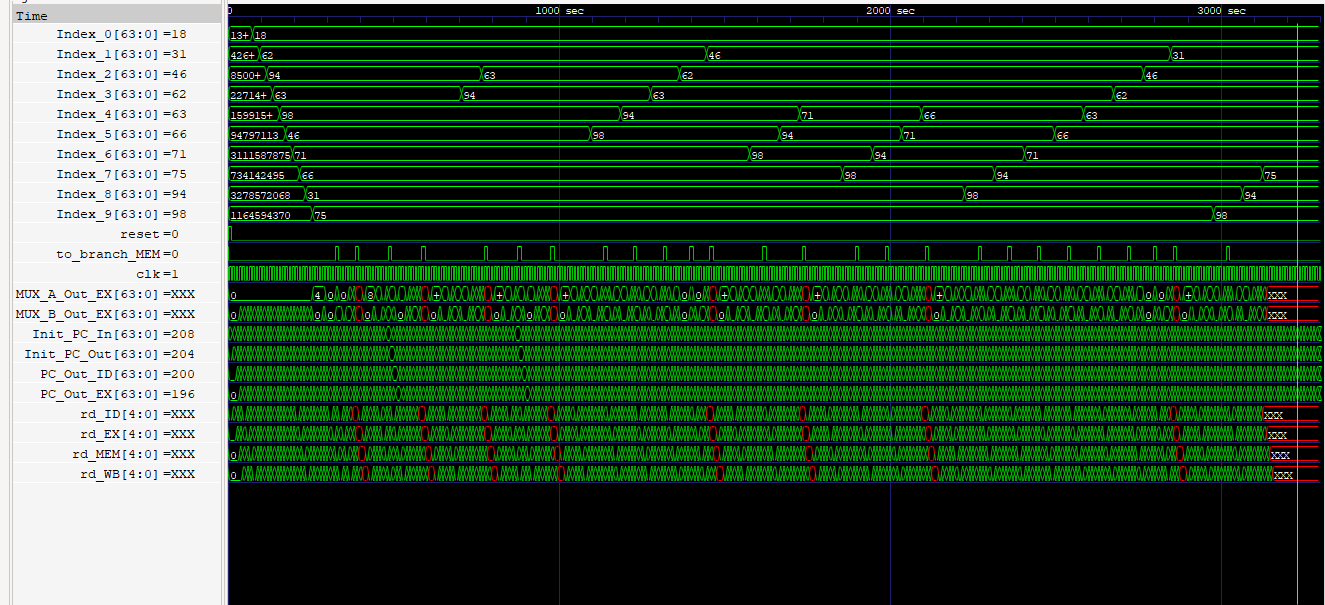 Time
0 1000 sec 2000 sec 3000 sec
Index_0[63:0] =18 13+ 18
Index_1[63:0] =31 426+ 62 46 31
Index_2[63:0] =46 8500+ 94 63 62 46
Index_3[63:0] =62 22714+ 63 94 63 62
Index_4[63:0] =63 159915+ 98 94 71 66 63
Index_5[63:0] =66 94797113 46 98 94 71 66
Index_6[63:0] =71 3111587875 71 98 94 71
Index_7[63:0] =75 734142495 66 98 94 75
Index_8[63:0] =94 3278572068 31 98 94
Index_9[63:0] =98 1164594370 75 98
reset =0
to_branch_MEM =0
clk =1
MUX_A_Out_EX[63:0] =XXX 0 4 0 0 8 + + + 0 0 + + + 0 0 + XXX
MUX_B_Out_EX[63:0] =XXX 0 0 0 0 0 0 0 0 0 0 0 0 0 0 0 XXX
Init_PC_In[63:0] =208
Init_PC_Out[63:0] =204
PC_Out_ID[63:0] =200
PC_Out_EX[63:0] =196 0
rd_ID[4:0] =XXX XXX
rd_EX[4:0] =XXX XXX
rd_MEM[4:0] =XXX 0 XXX
rd_WB[4:0] =XXX 0 XXX